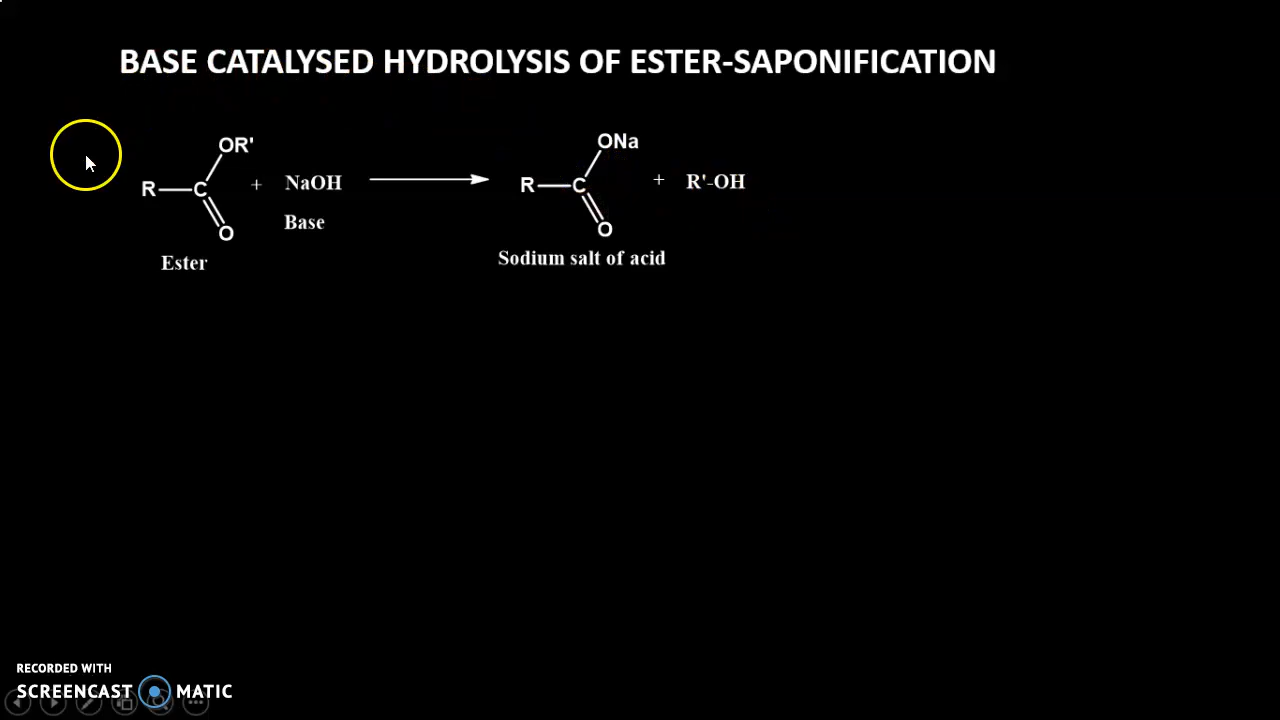 BASE CATALYSED HYDROLYSIS OF ESTER-SAPONIFICATION
OR'
R C + NaOH
O
Base
Ester
ONa
R C + R'-OH
O
Sodium salt of acid
RECORDED WITH
SCREENCAST MATIC